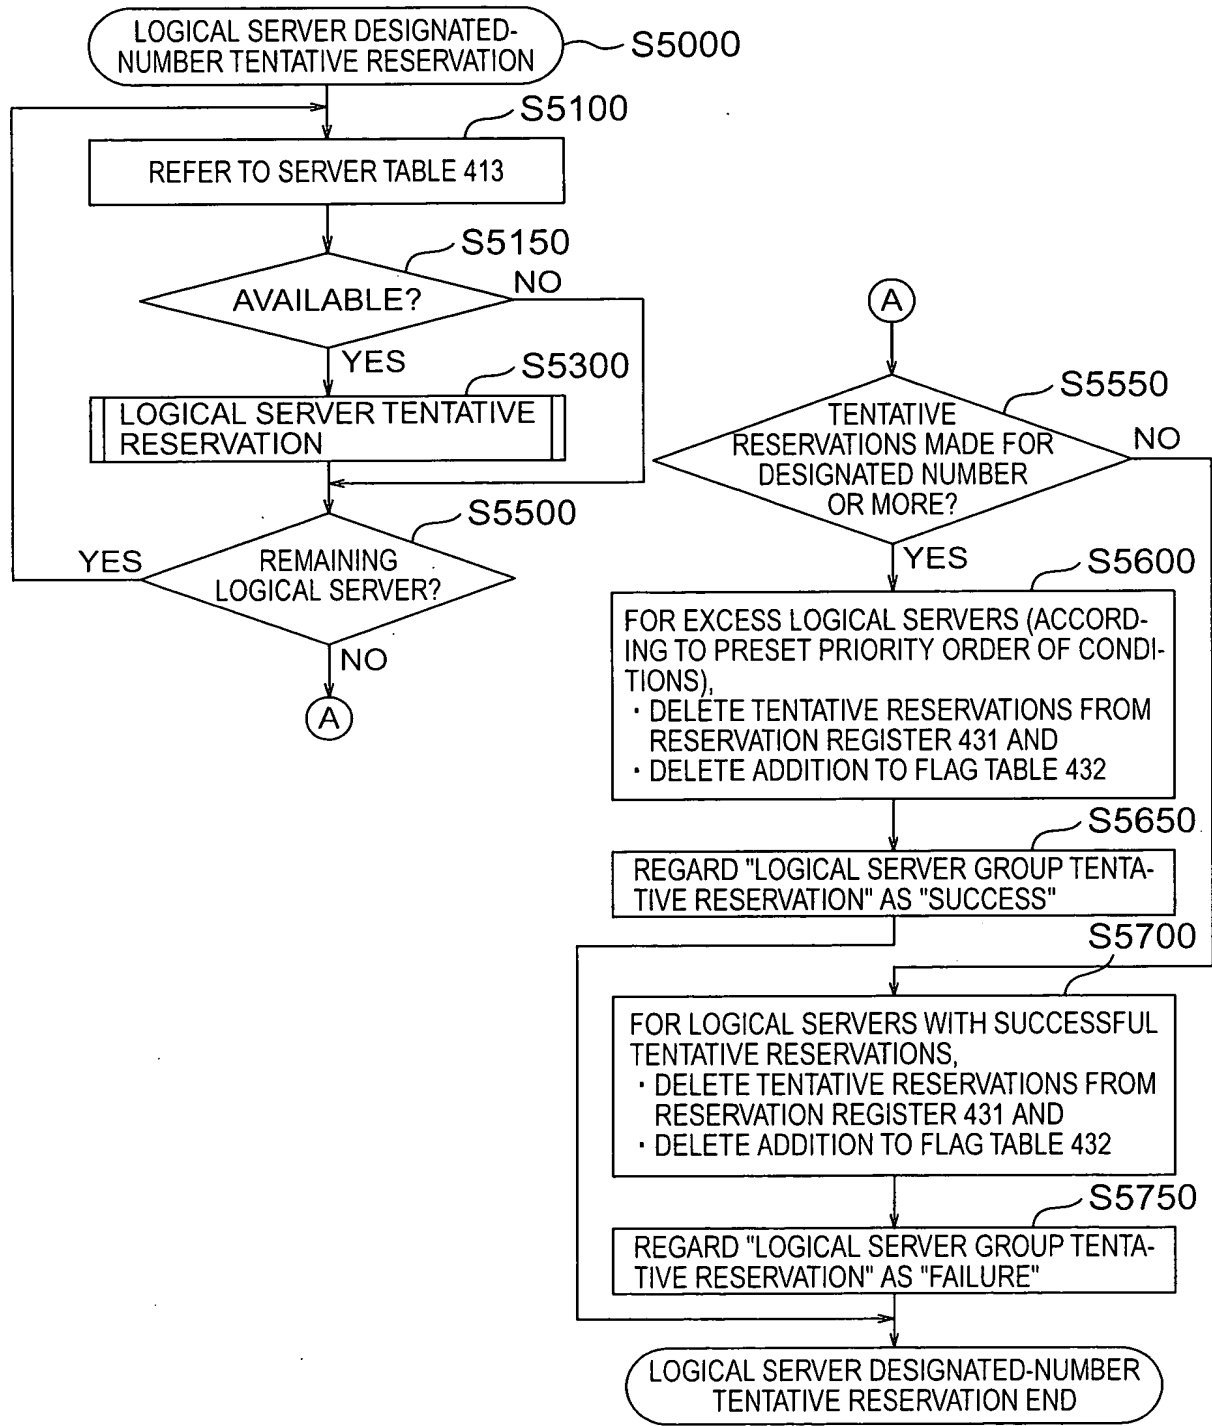 LOGICAL SERVER DESIGNATED-
NUMBER TENTATIVE RESERVATION
S5000
S5100
REFER TO SERVER TABLE 413
S5150
AVAILABLE?
NO
YES
S5300
LOGICAL SERVER TENTATIVE
RESERVATION
S5500
YES
REMAINING
LOGICAL SERVER?
NO
A
A
S5550
TENTATIVE
RESERVATIONS MADE FOR
DESIGNATED NUMBER
OR MORE?
NO
YES
S5600
FOR EXCESS LOGICAL SERVERS (ACCORD-
ING TO PRESET PRIORITY ORDER OF CONDI-
TIONS),
· DELETE TENTATIVE RESERVATIONS FROM
RESERVATION REGISTER 431 AND
· DELETE ADDITION TO FLAG TABLE 432
S5650
REGARD "LOGICAL SERVER GROUP TENTA-
TIVE RESERVATION" AS "SUCCESS"
S5700
FOR LOGICAL SERVERS WITH SUCCESSFUL
TENTATIVE RESERVATIONS,
· DELETE TENTATIVE RESERVATIONS FROM
RESERVATION REGISTER 431 AND
· DELETE ADDITION TO FLAG TABLE 432
S5750
REGARD "LOGICAL SERVER GROUP TENTA-
TIVE RESERVATION" AS "FAILURE"
LOGICAL SERVER DESIGNATED-NUMBER
TENTATIVE RESERVATION END